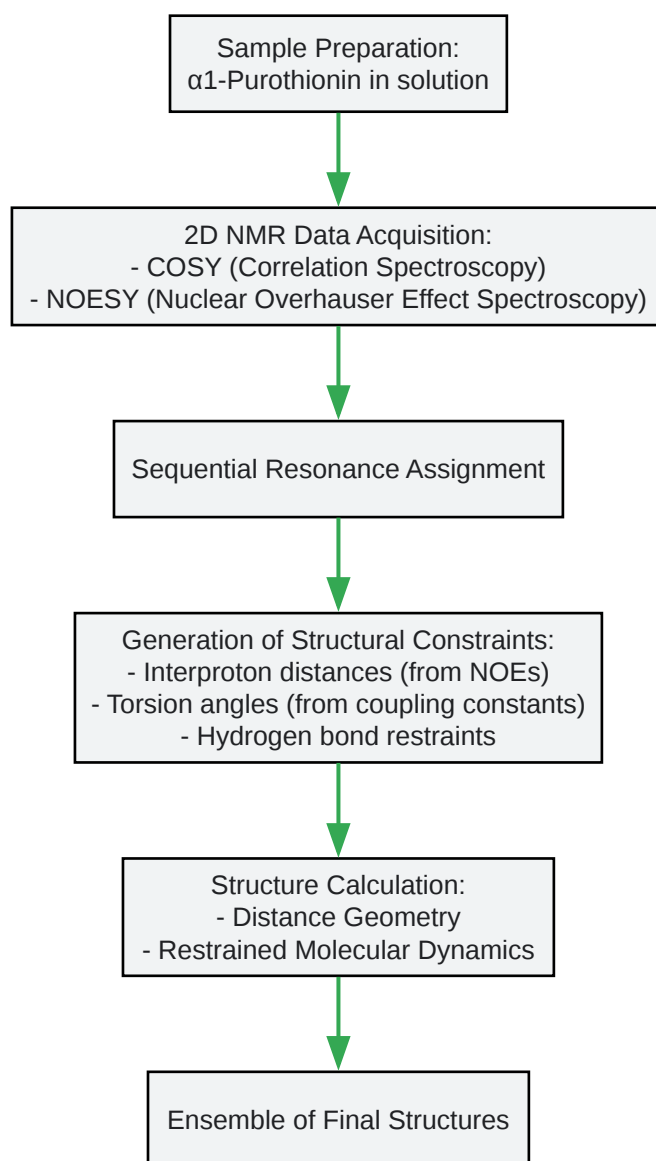 Sample Preparation:
α1-Purothionin in solution
2D NMR Data Acquisition:
- COSY (Correlation Spectroscopy)
- NOESY (Nuclear Overhauser Effect Spectroscopy)
Sequential Resonance Assignment
Generation of Structural Constraints:
- Interproton distances (from NOEs)
- Torsion angles (from coupling constants)
- Hydrogen bond restraints
Structure Calculation:
- Distance Geometry
- Restrained Molecular Dynamics
Ensemble of Final Structures